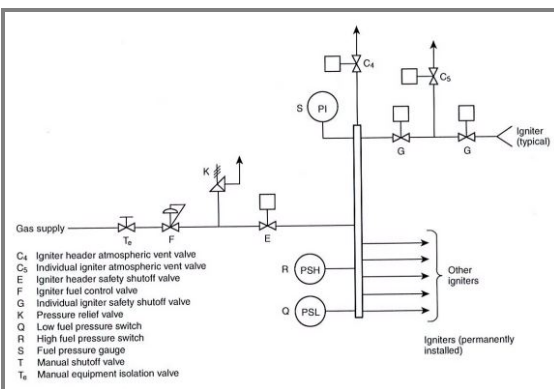 C4
C5
S PI
G
G
Igniter
(typical)
K
Gas supply
Te
F
E
R PSH
Q PSL
Other
igniters
Igniters (permanently
installed)
C4 Igniter header atmospheric vent valve
C5 Individual igniter atmospheric vent valve
E Igniter header safety shutoff valve
F Igniter fuel control valve
G Individual igniter safety shutoff valve
K Pressure relief valve
Q Low fuel pressure switch
R High fuel pressure switch
S Fuel pressure gauge
T Manual shutoff valve
Te Manual equipment isolation valve